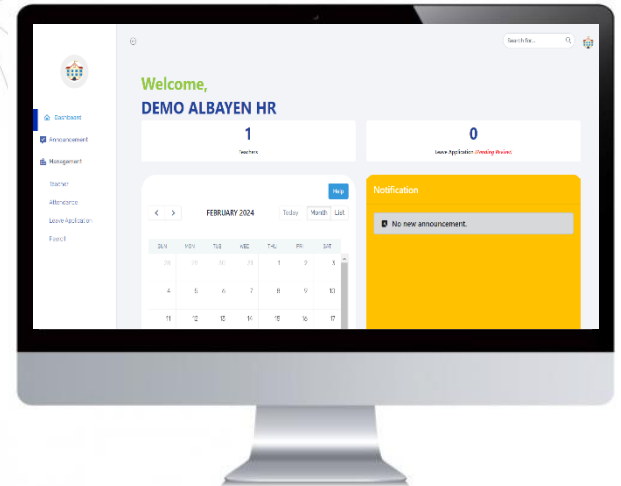 Search for...
Welcome,
DEMO ALBAYEN HR
Dashboard
Announcement
Management
Teacher
Attendance
Leave Application
Payroll
1
Teachers
0
Leave Application (Pending Review)
Help
FEBRUARY 2024
Today Month List
SUN MON TUE WED THU FRI SAT
28 29 30 31 1 2 3
4 5 6 7 8 9 10
11 12 13 14 15 16 17
Notification
No new announcement.